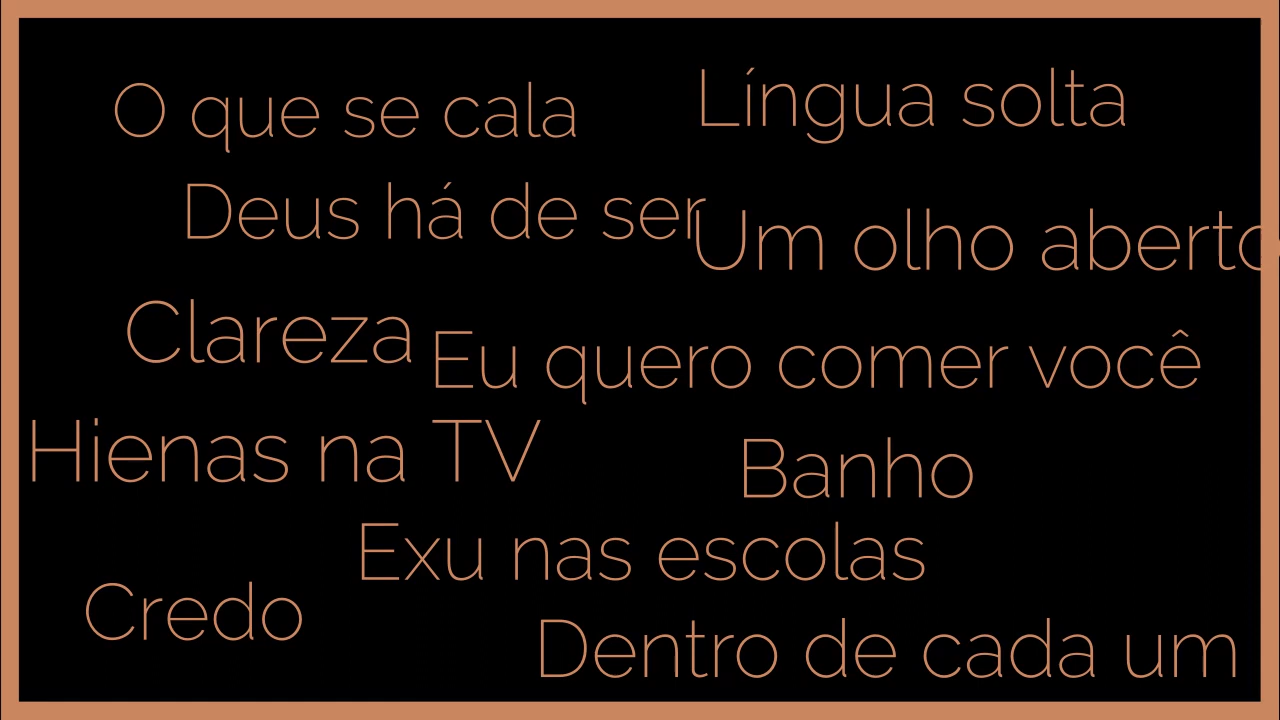 O que se cala
Língua solta
Deus há de ser
Um olho aberto
Clareza
Eu quero comer você
Hienas na TV
Banho
Exu nas escolas
Credo
Dentro de cada um